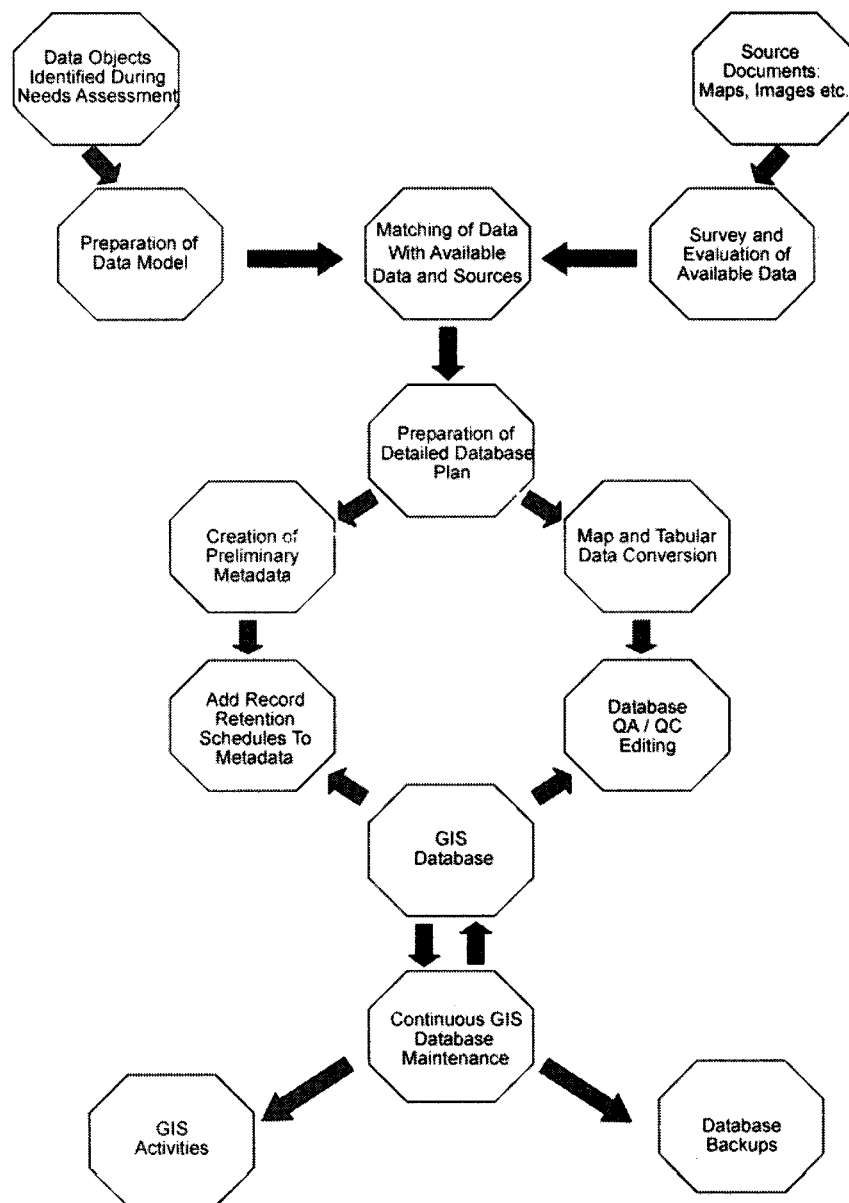 Data Objects
Identified During
Needs Assessment
Source
Documents:
Maps, Images etc.
Preparation of
Data Model
Matching of Data
With Available
Data and Sources
Survey and
Evaluation of
Available Data
Preparation of
Detailed Database
Plan
Creation of
Preliminary
Metadata
Map and Tabular
Data Conversion
Add Record
Retention
Schedules To
Metadata
Database
QA / QC
Editing
GIS
Database
Continuous GIS
Database
Maintenance
GIS
Activities
Database
Backups